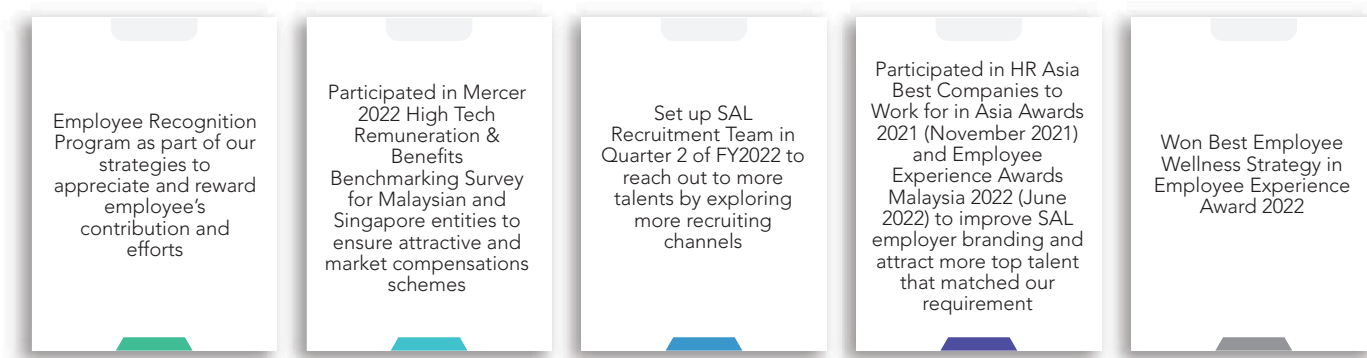 Employee Recognition
Program as part of our
strategies to
appreciate and reward
employee’s
contribution and
efforts
Participated in Mercer
2022 High Tech
Remuneration &
Benefits
Benchmarking Survey
for Malaysian and
Singapore entities to
ensure attractive and
market compensations
schemes
Set up SAL
Recruitment Team in
Quarter 2 of FY2022 to
reach out to more
talents by exploring
more recruiting
channels
Participated in HR Asia
Best Companies to
Work for in Asia Awards
2021 (November 2021)
and Employee
Experience Awards
Malaysia 2022 (June
2022) to improve SAL
employer branding and
attract more top talent
that matched our
requirement
Won Best Employee
Wellness Strategy in
Employee Experience
Award 2022